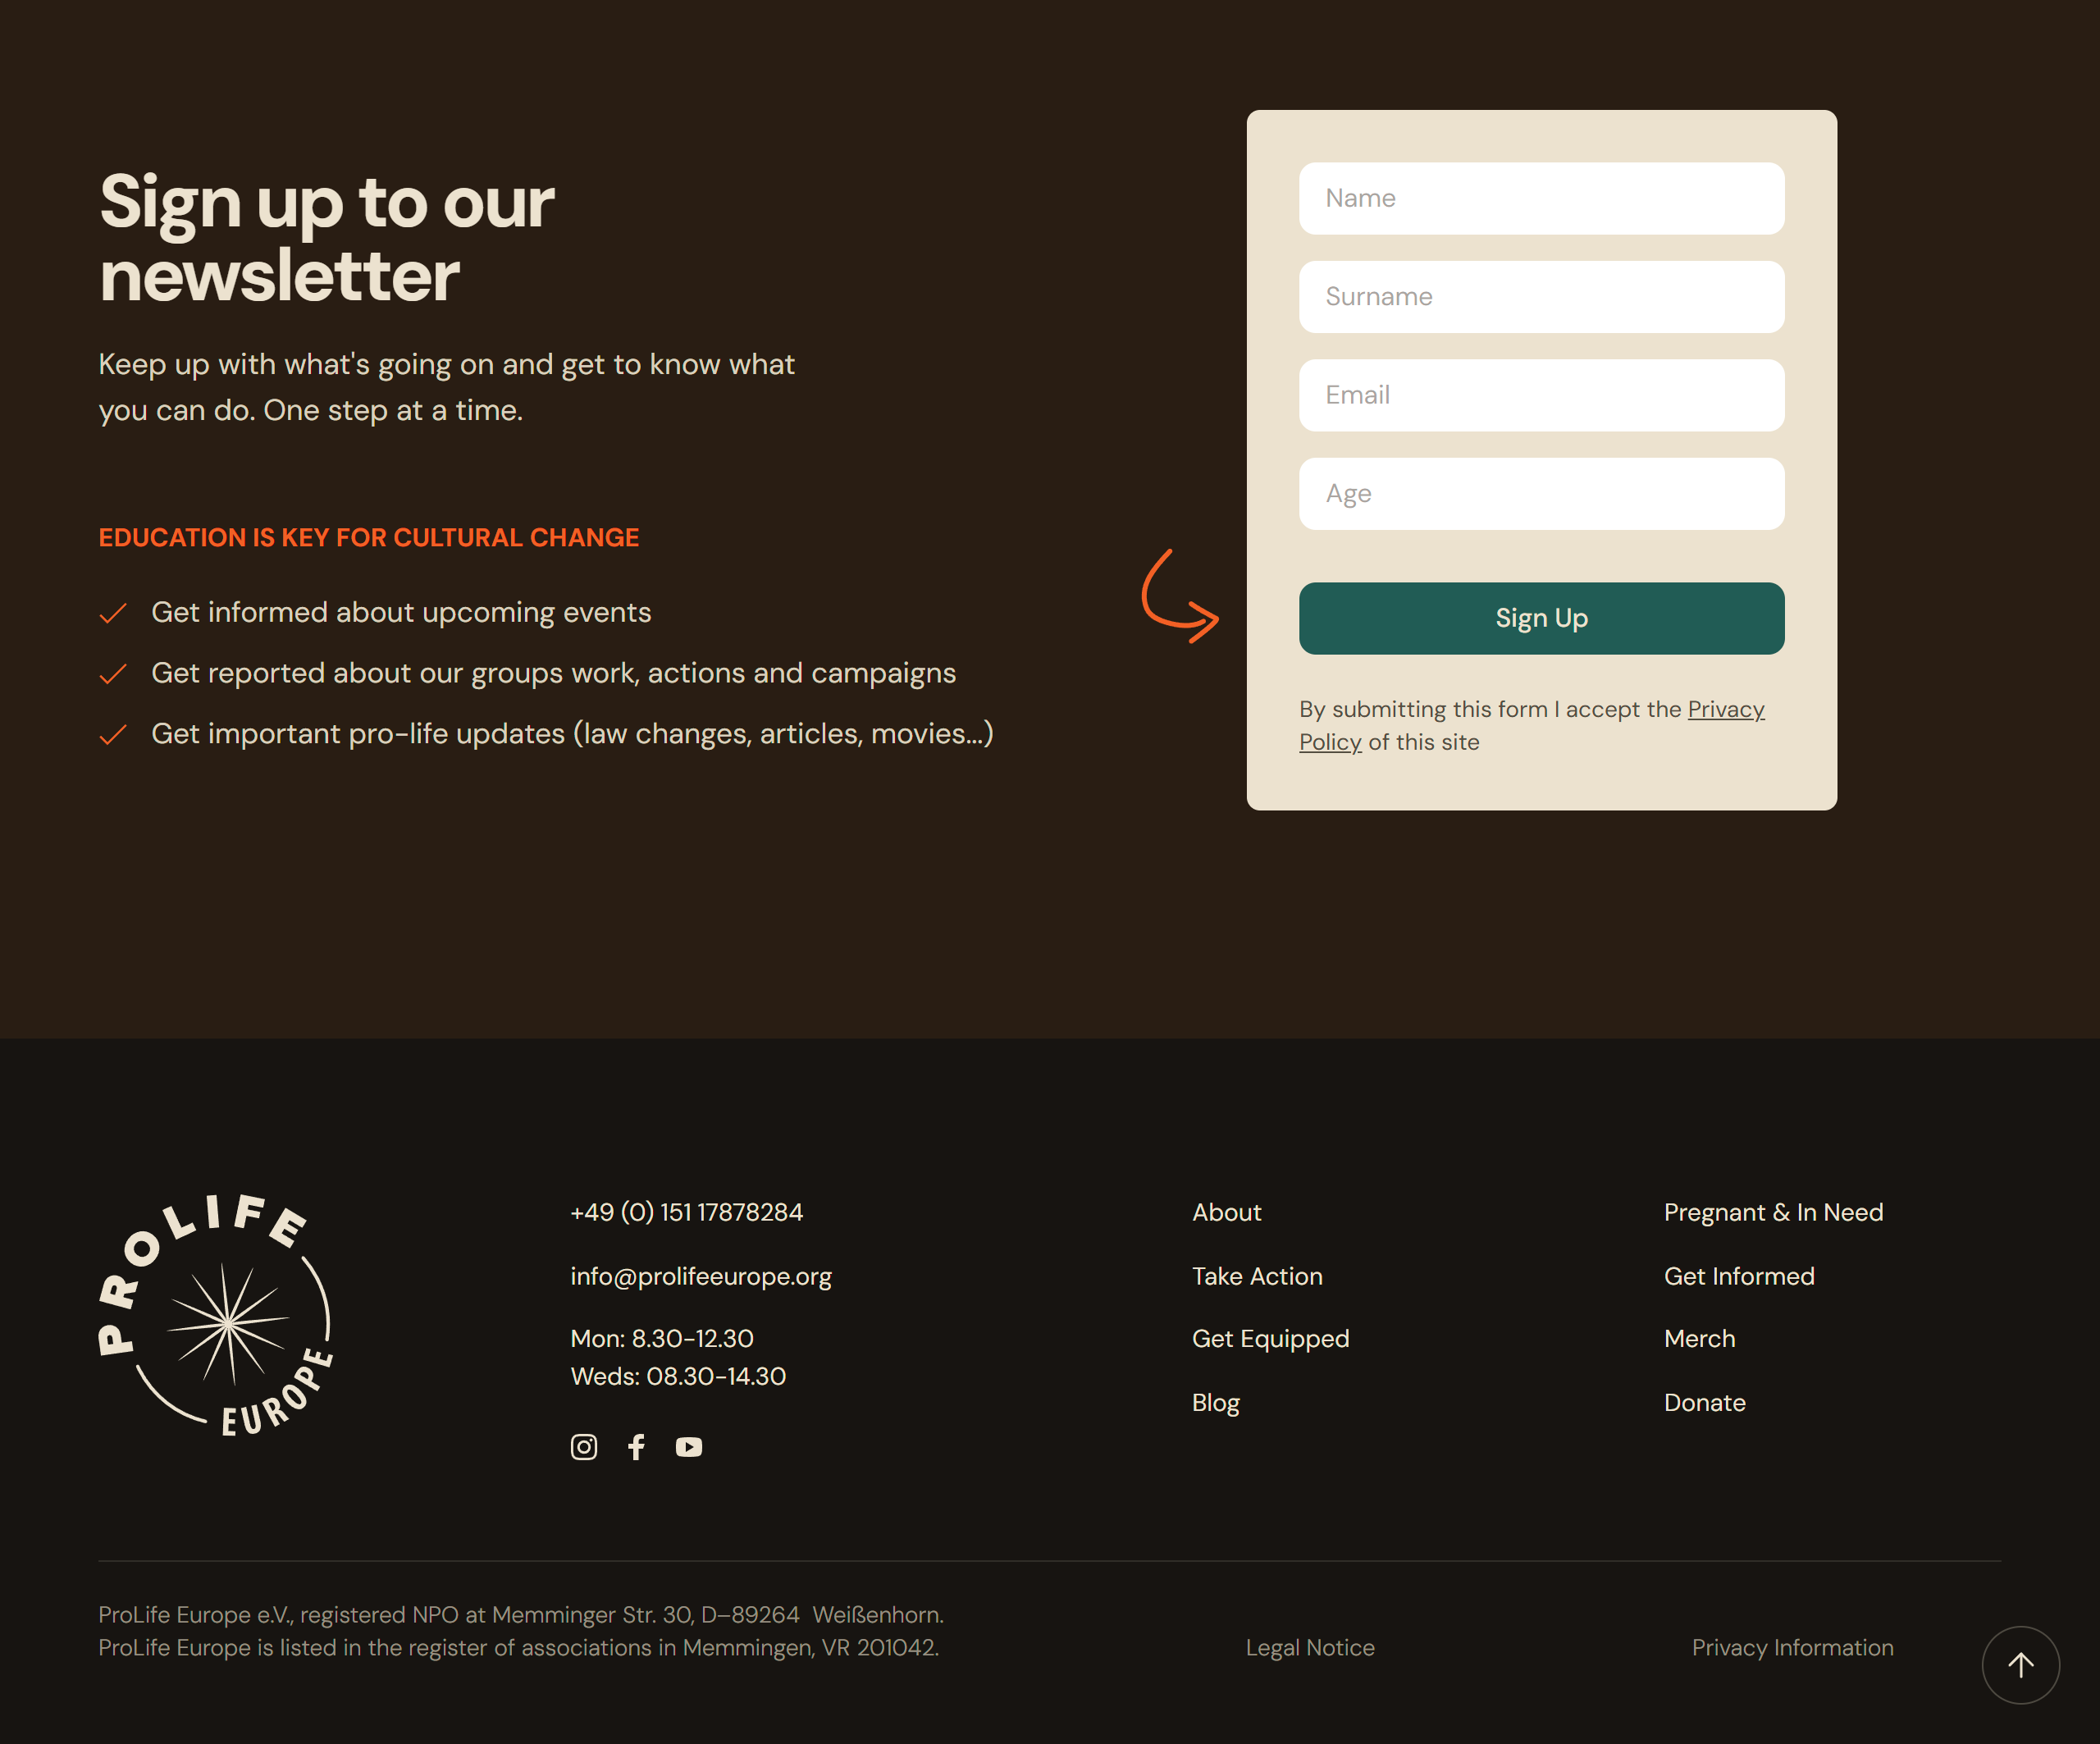 Sign up to our
newsletter
Keep up with what's going on and get to know what
you can do. One step at a time.
EDUCATION IS KEY FOR CULTURAL CHANGE
Get informed about upcoming events
Get reported about our groups work, actions and campaigns
Get important pro-life updates (law changes, articles, movies...)
Name
Surname
Email
Age
Sign Up
By submitting this form I accept the Privacy
Policy of this site
PROLIFE
EUROPE
+49 (0) 151 17878284
info@prolifeeurope.org
Mon: 8.30-12.30
Weds: 08.30-14.30
About
Take Action
Get Equipped
Blog
Pregnant & In Need
Get Informed
Merch
Donate
ProLife Europe e.V., registered NPO at Memminger Str. 30, D–89264  Weißenhorn.
ProLife Europe is listed in the register of associations in Memmingen, VR 201042.
Legal Notice
Privacy Information